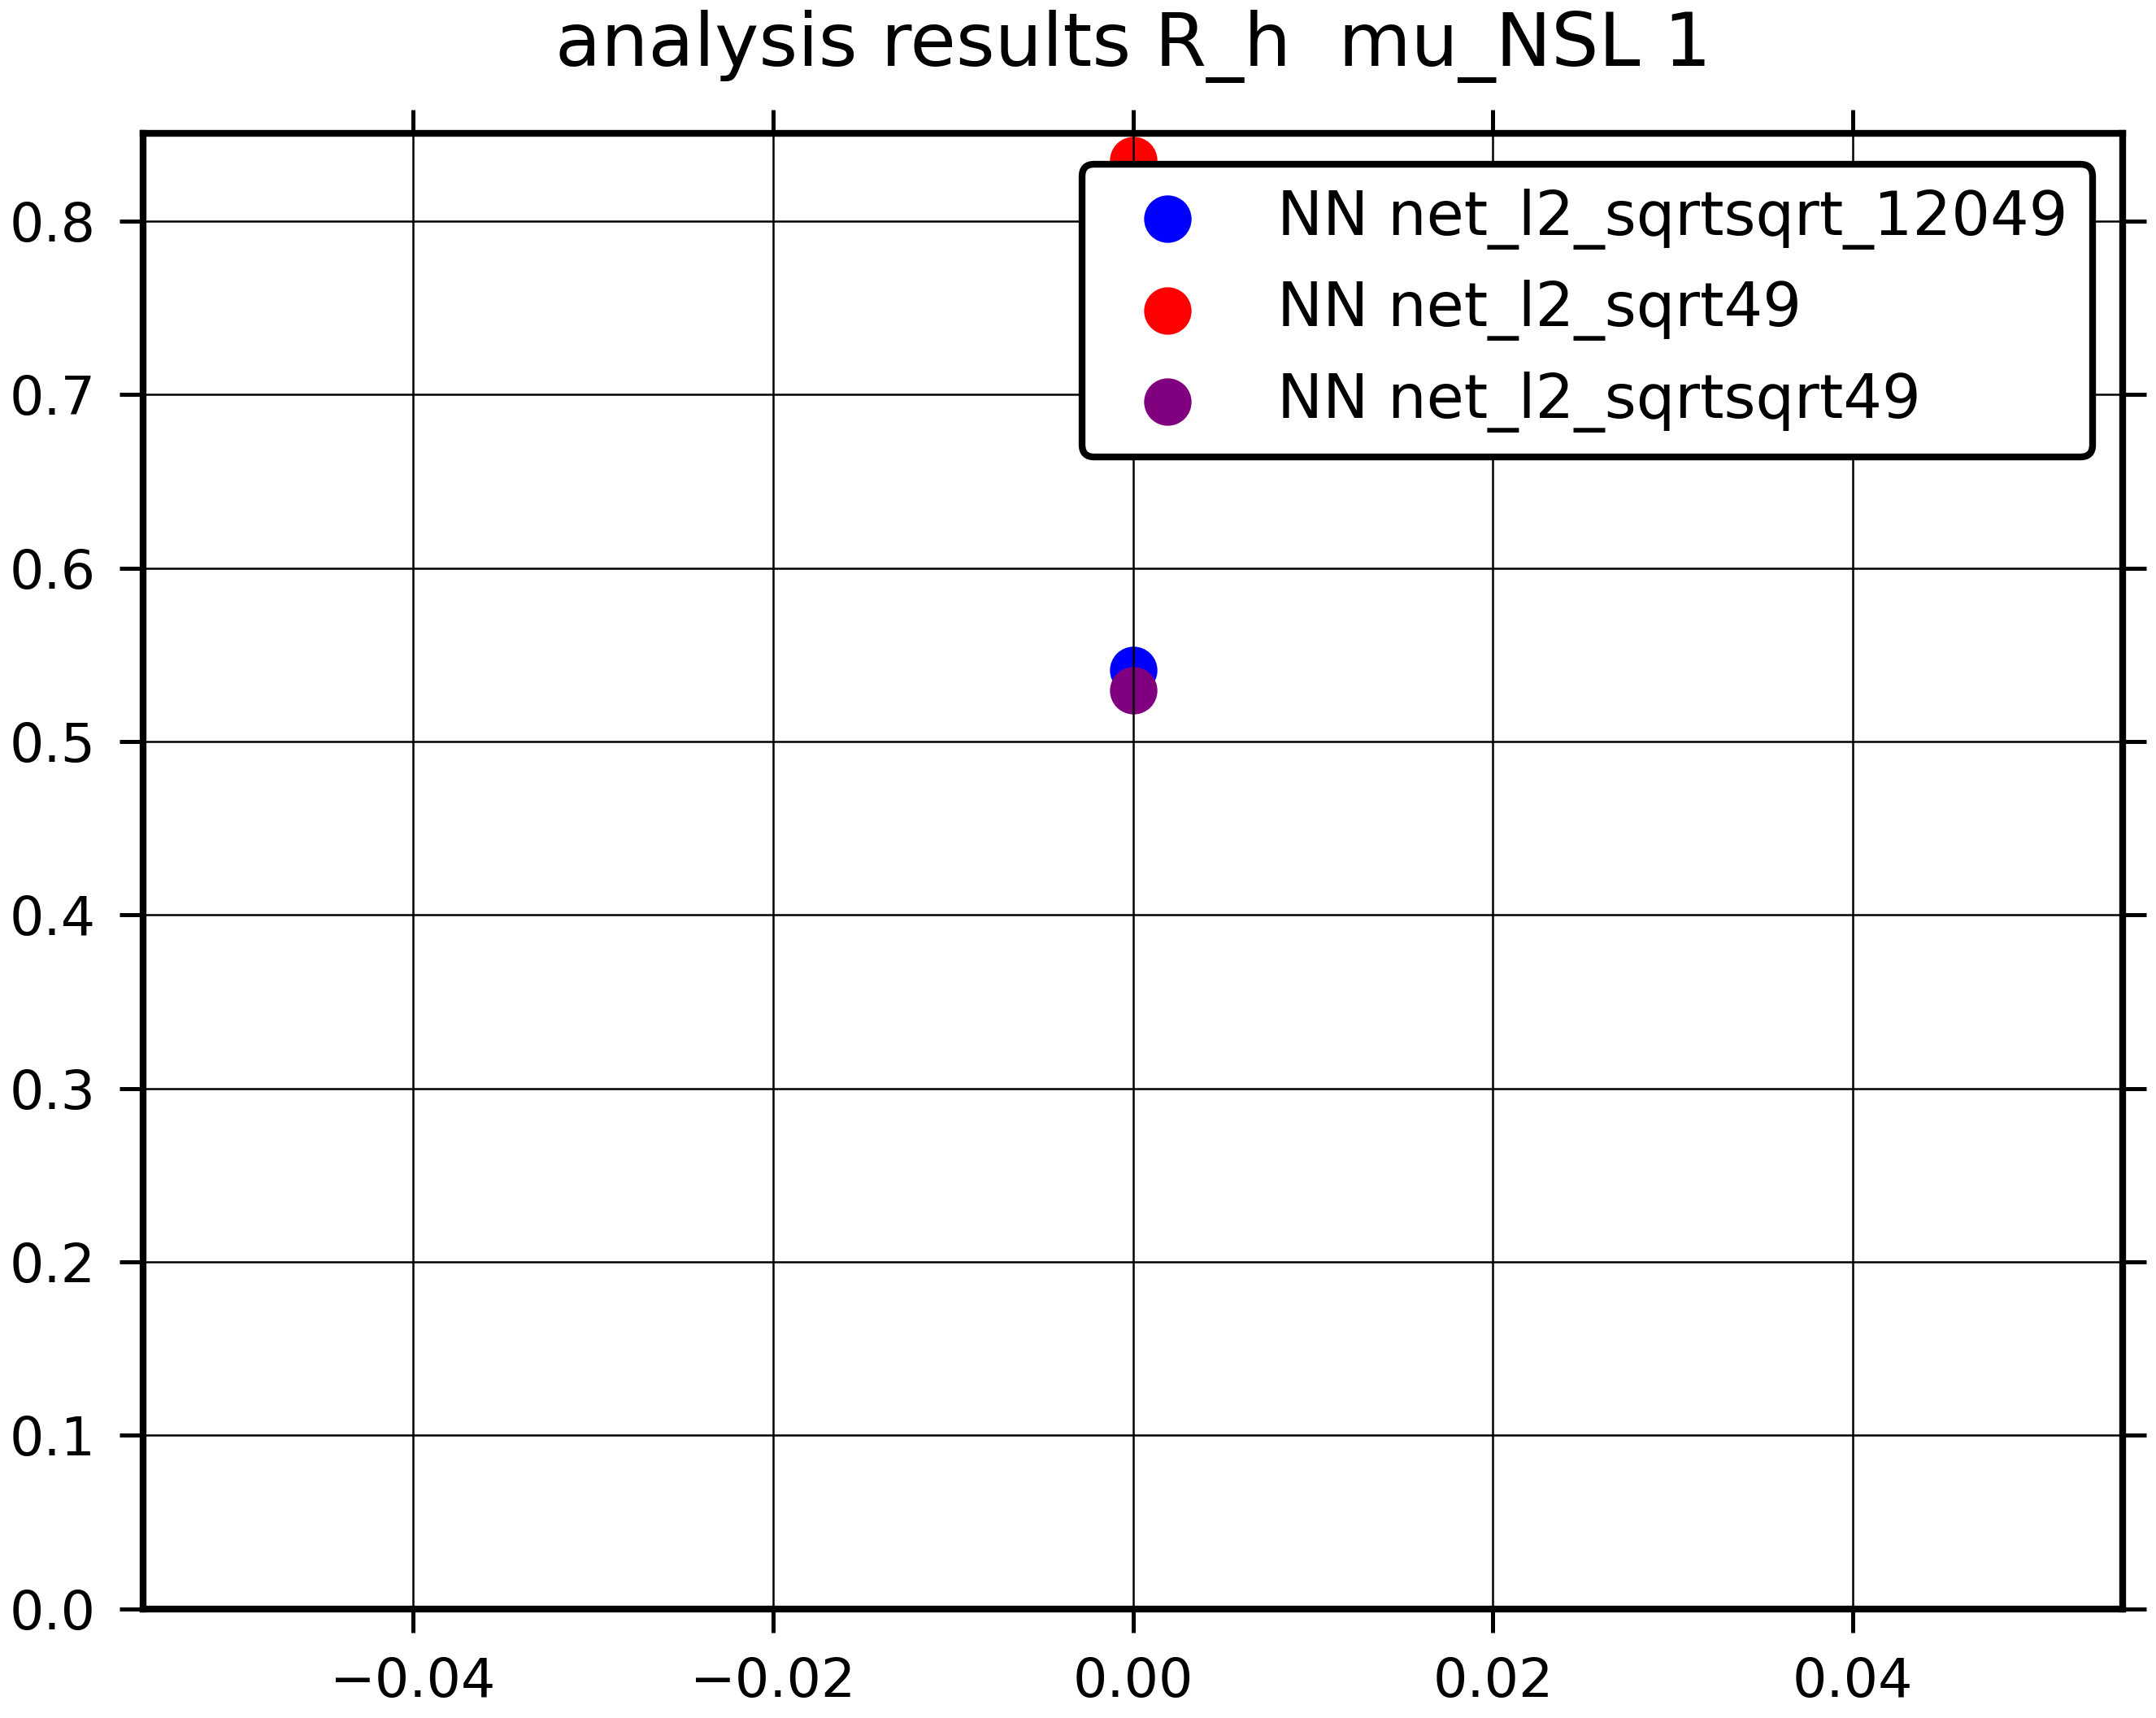 analysis results R_h  mu_NSL 1
NN net_l2_sqrtsqrt_12049
NN net_l2_sqrt49
NN net_l2_sqrtsqrt49
0.8
0.7
0.6
0.5
0.4
0.3
0.2
0.1
0.0
−0.04 −0.02 0.00 0.02 0.04